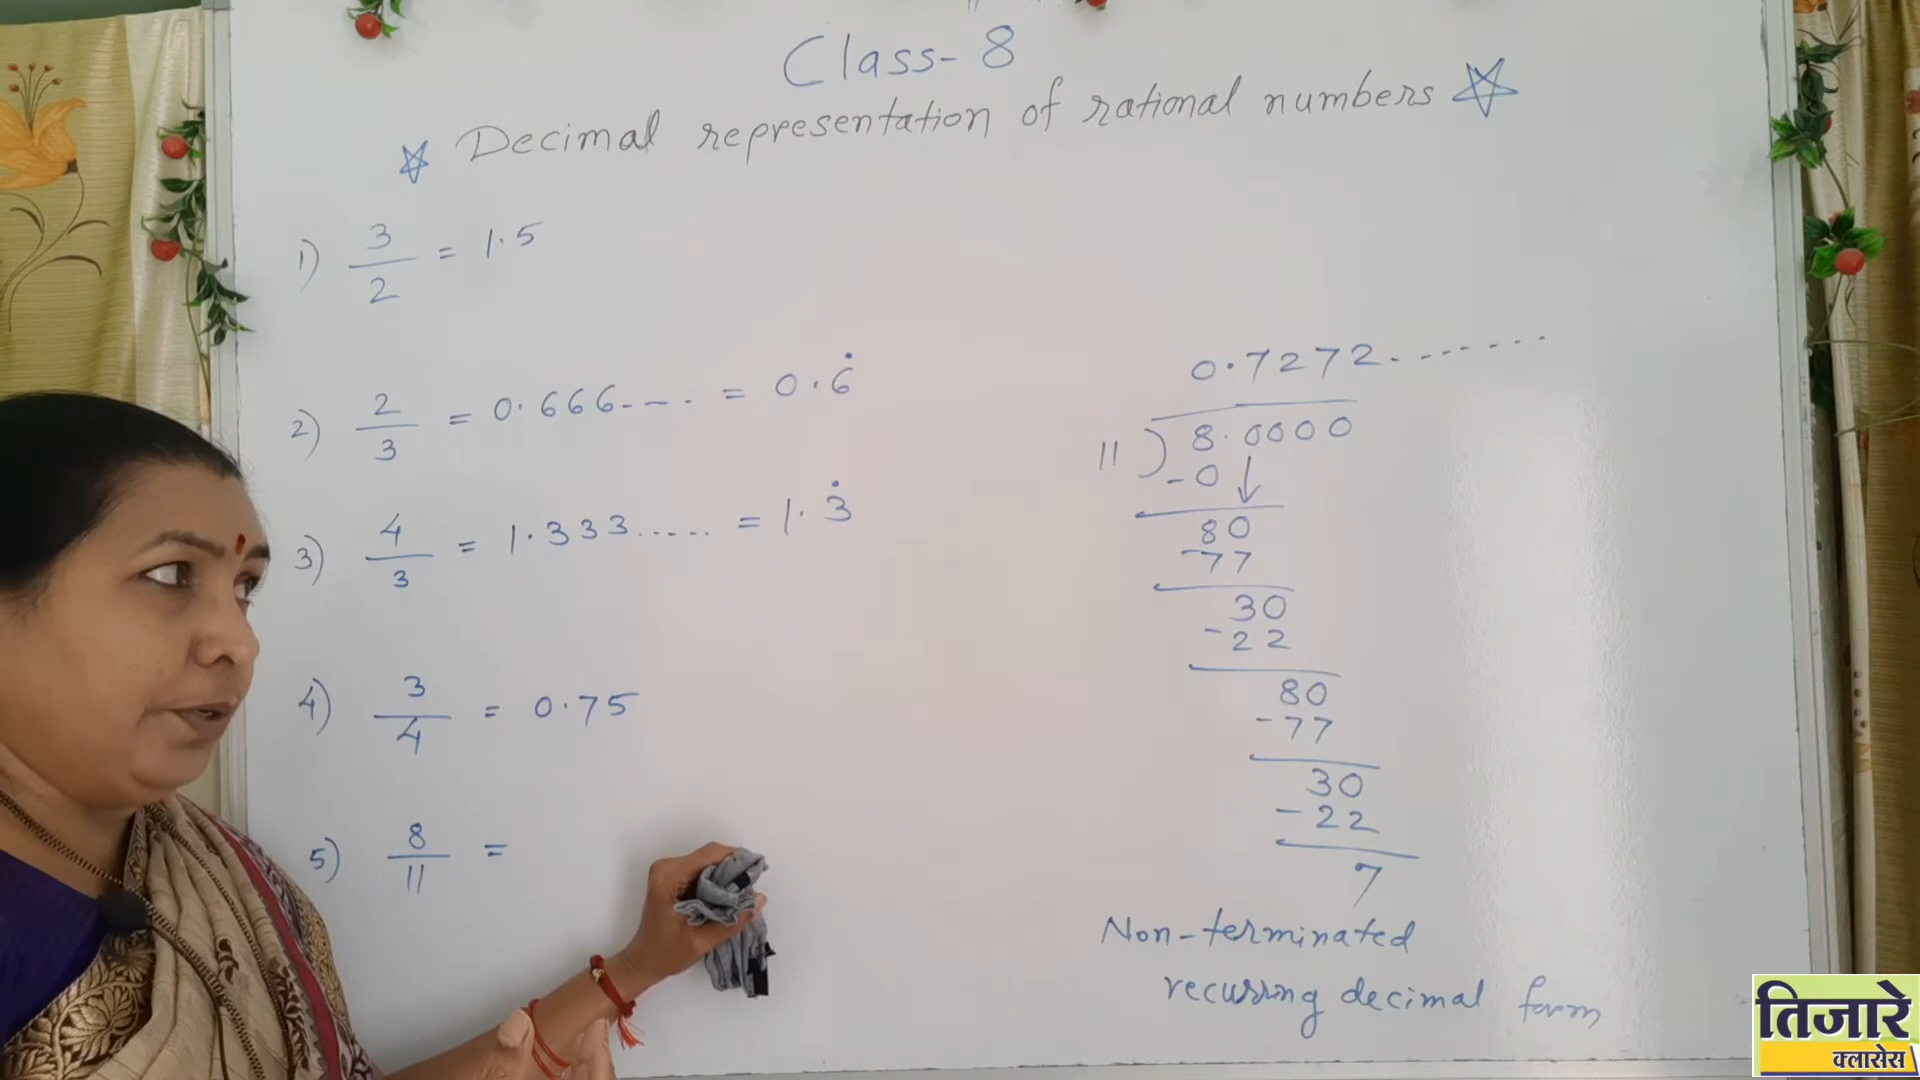 Class-8
Decimal representation of rational numbers
1) 3/2 = 1.5
2) 2/3 = 0.666---. = 0.6̇
3) 4/3 = 1.333..... = 1.3̇
4) 3/4 = 0.75
5) 8/11 =
0.7272.------
11) 8.0000
-0↓
80
-77
30
-22
80
-77
30
-22
7
Non-terminated
recurring decimal form
तिजारे
क्लासेस